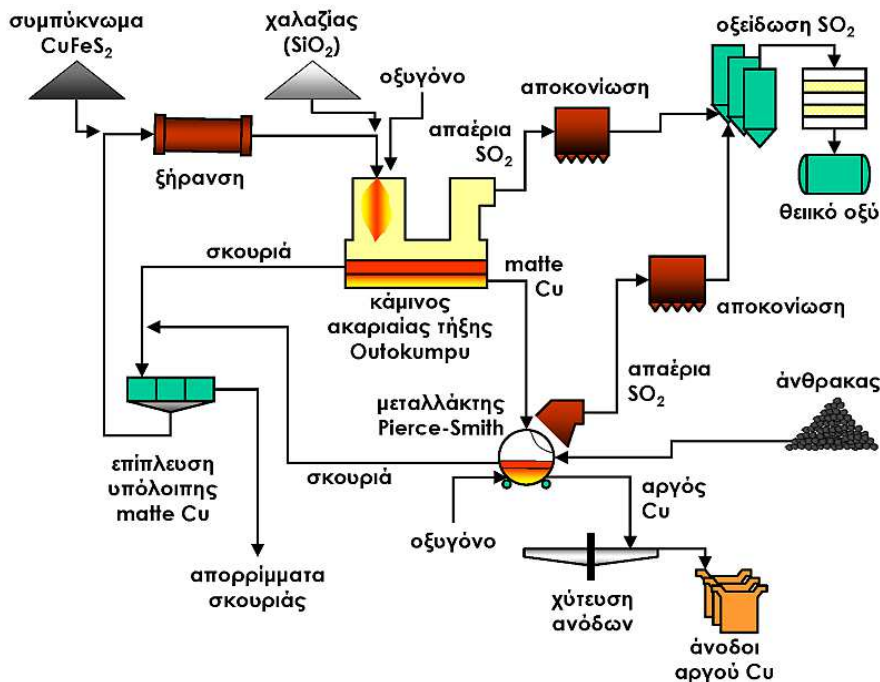 συμπύκνωμα
CuFeS2
χαλαζίας
(SiO2)
οξυγόνο
οξείδωση SO2
αποκονίωση
απαέρια
SO2
ξήρανση
θειικό οξύ
σκουριά
matte
Cu
κάμινος
ακαριαίας τήξης
Outokumpu
αποκονίωση
απαέρια
SO2
άνθρακας
μεταλλάκτης
Pierce-Smith
επίπλευση
υπόλοιπης
matte Cu
σκουριά
αργός
Cu
οξυγόνο
απορρίμματα
σκουριάς
χύτευση
ανόδων
άνοδοι
αργού Cu